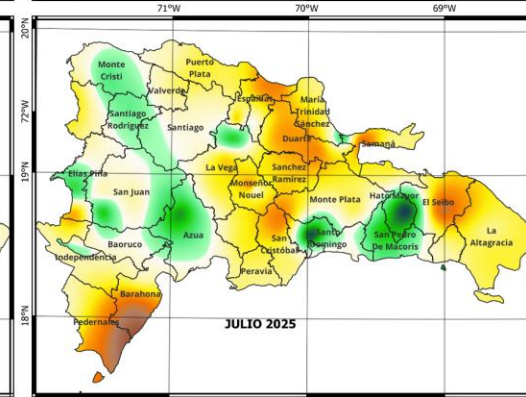 71°W 70°W 69°W
20°N
Monte
Cristi
Puerto
Plata
Valverde
Espaillat
María
Trinidad
Sánchez
Santiago
Rodríguez
Santiago
Duarte
Samaná
19°N
Elías Piña
La Vega
Sanchez
Ramírez
Monseñor
Nouel
San Juan
Monte Plata
Hato Mayor
El Seibo
Azua
San
Cristóbal
Santo
Domingo
San Pedro
De Macorís
La
Altagracia
Baoruco
Independencia
Peravia
Barahona
18°N
Pedernales
JULIO 2025